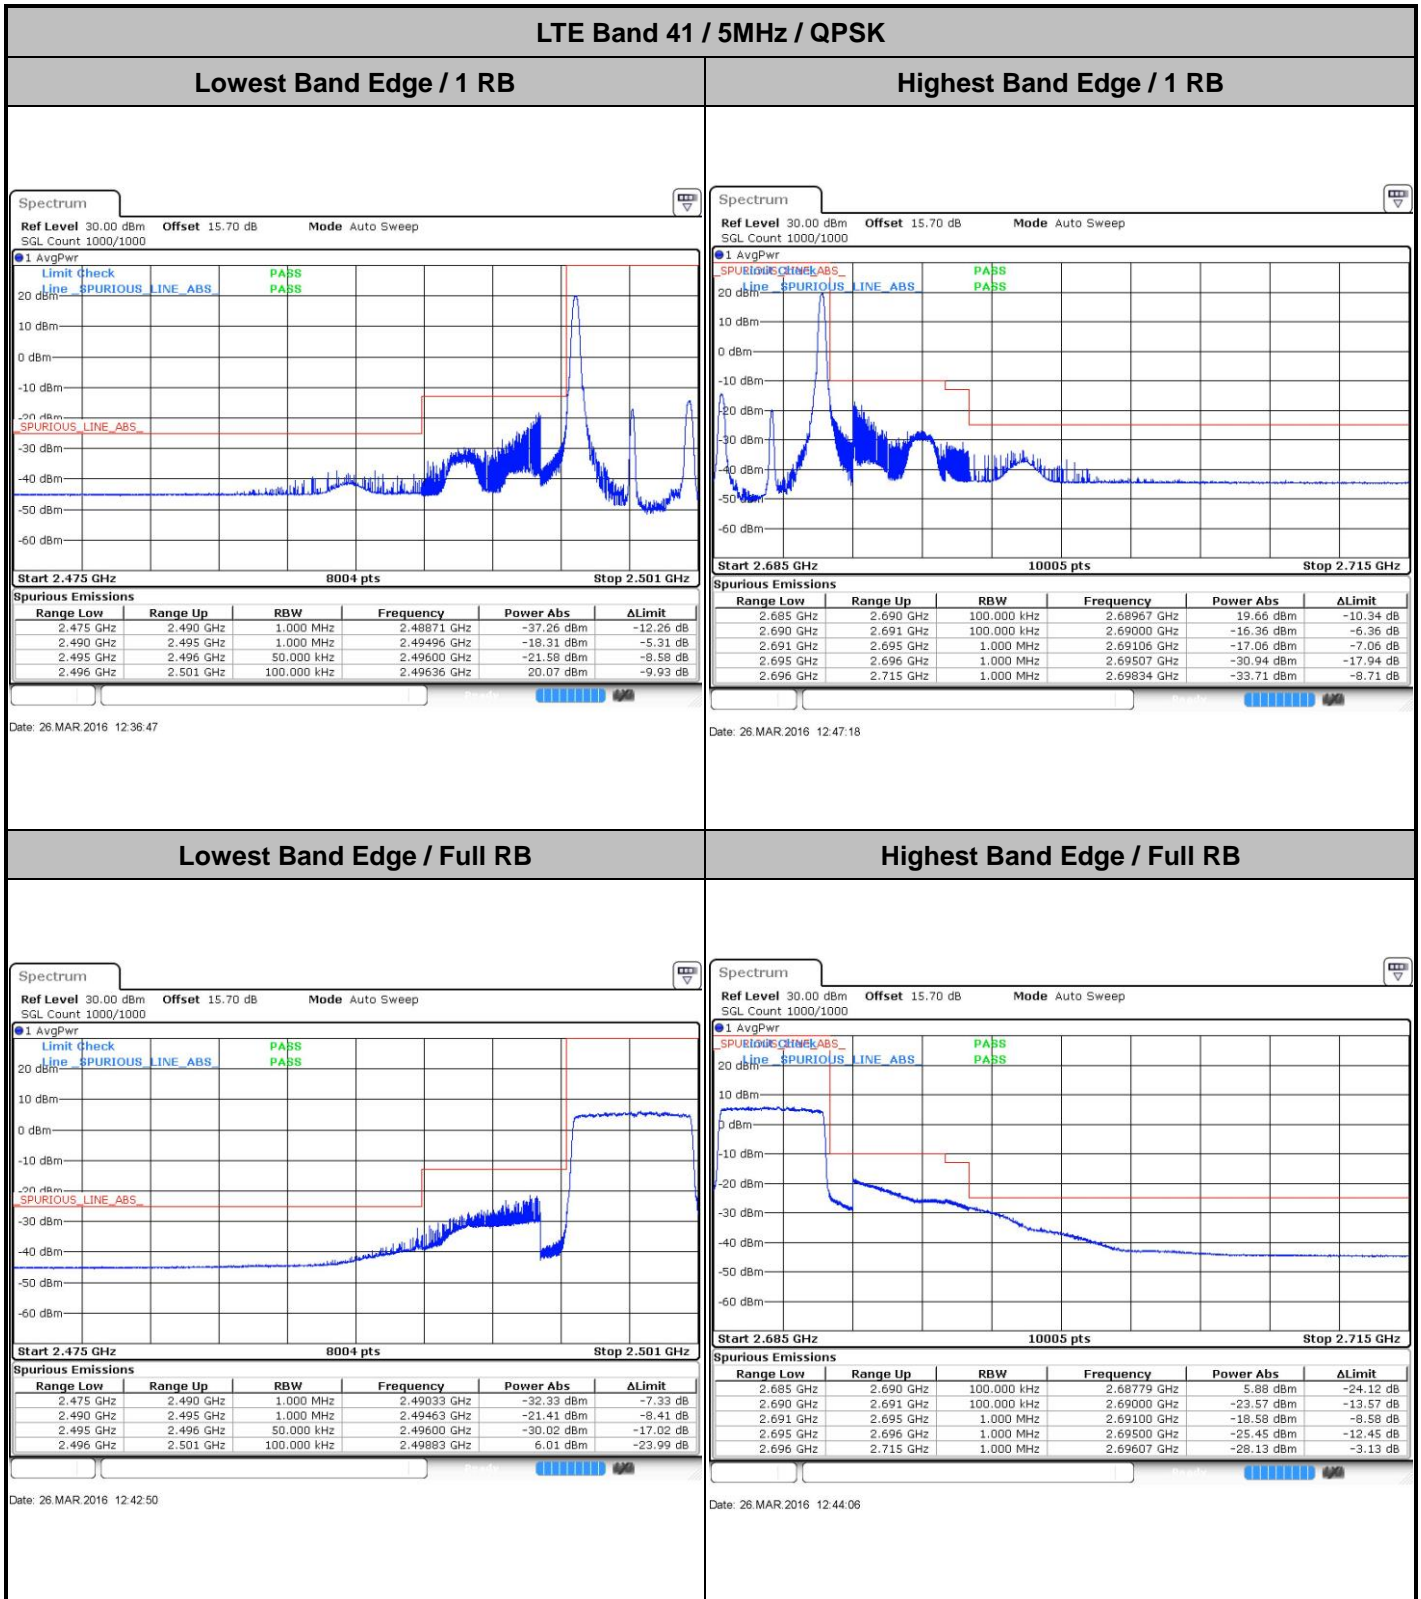 LTE Band 41 / 5MHz / QPSK
Lowest Band Edge / 1 RB
Highest Band Edge / 1 RB
Spectrum
Ref Level 30.00 dBm Offset 15.70 dB Mode Auto Sweep
SGL Count 1000/1000
1 AvgPwr
Limit Check PASS
Line _SPURIOUS_LINE_ABS_ PASS
20 dBm
10 dBm
0 dBm
-10 dBm
-20 dBm
_SPURIOUS_LINE_ABS_
-30 dBm
-40 dBm
-50 dBm
-60 dBm
Start 2.475 GHz 8004 pts Stop 2.501 GHz
Spurious Emissions
Range Low Range Up RBW Frequency Power Abs ΔLimit
2.475 GHz 2.490 GHz 1.000 MHz 2.48871 GHz -37.26 dBm -12.26 dB
2.490 GHz 2.495 GHz 1.000 MHz 2.49496 GHz -18.31 dBm -5.31 dB
2.495 GHz 2.496 GHz 50.000 kHz 2.49600 GHz -21.58 dBm -8.58 dB
2.496 GHz 2.501 GHz 100.000 kHz 2.49636 GHz 20.07 dBm -9.93 dB
Date: 26.MAR.2016 12:36:47
Spectrum
Ref Level 30.00 dBm Offset 15.70 dB Mode Auto Sweep
SGL Count 1000/1000
1 AvgPwr
_SPURIOUS_LINE_ABS_
Limit Check PASS
Line _SPURIOUS_LINE_ABS_ PASS
20 dBm
10 dBm
0 dBm
-10 dBm
-20 dBm
-30 dBm
-40 dBm
-50 dBm
-60 dBm
Start 2.685 GHz 10005 pts Stop 2.715 GHz
Spurious Emissions
Range Low Range Up RBW Frequency Power Abs ΔLimit
2.685 GHz 2.690 GHz 100.000 kHz 2.68967 GHz 19.66 dBm -10.34 dB
2.690 GHz 2.691 GHz 100.000 kHz 2.69000 GHz -16.36 dBm -6.36 dB
2.691 GHz 2.695 GHz 1.000 MHz 2.69106 GHz -17.06 dBm -7.06 dB
2.695 GHz 2.696 GHz 1.000 MHz 2.69507 GHz -30.94 dBm -17.94 dB
2.696 GHz 2.715 GHz 1.000 MHz 2.69834 GHz -33.71 dBm -8.71 dB
Date: 26.MAR.2016 12:47:18
Lowest Band Edge / Full RB
Highest Band Edge / Full RB
Spectrum
Ref Level 30.00 dBm Offset 15.70 dB Mode Auto Sweep
SGL Count 1000/1000
1 AvgPwr
Limit Check PASS
Line _SPURIOUS_LINE_ABS_ PASS
20 dBm
10 dBm
0 dBm
-10 dBm
-20 dBm
_SPURIOUS_LINE_ABS_
-30 dBm
-40 dBm
-50 dBm
-60 dBm
Start 2.475 GHz 8004 pts Stop 2.501 GHz
Spurious Emissions
Range Low Range Up RBW Frequency Power Abs ΔLimit
2.475 GHz 2.490 GHz 1.000 MHz 2.49033 GHz -32.33 dBm -7.33 dB
2.490 GHz 2.495 GHz 1.000 MHz 2.49463 GHz -21.41 dBm -8.41 dB
2.495 GHz 2.496 GHz 50.000 kHz 2.49600 GHz -30.02 dBm -17.02 dB
2.496 GHz 2.501 GHz 100.000 kHz 2.49883 GHz 6.01 dBm -23.99 dB
Date: 26.MAR.2016 12:42:50
Spectrum
Ref Level 30.00 dBm Offset 15.70 dB Mode Auto Sweep
SGL Count 1000/1000
1 AvgPwr
_SPURIOUS_LINE_ABS_
Limit Check PASS
Line _SPURIOUS_LINE_ABS_ PASS
20 dBm
10 dBm
0 dBm
-10 dBm
-20 dBm
-30 dBm
-40 dBm
-50 dBm
-60 dBm
Start 2.685 GHz 10005 pts Stop 2.715 GHz
Spurious Emissions
Range Low Range Up RBW Frequency Power Abs ΔLimit
2.685 GHz 2.690 GHz 100.000 kHz 2.68779 GHz 5.88 dBm -24.12 dB
2.690 GHz 2.691 GHz 100.000 kHz 2.69000 GHz -23.57 dBm -13.57 dB
2.691 GHz 2.695 GHz 1.000 MHz 2.69100 GHz -18.58 dBm -8.58 dB
2.695 GHz 2.696 GHz 1.000 MHz 2.69500 GHz -25.45 dBm -12.45 dB
2.696 GHz 2.715 GHz 1.000 MHz 2.69607 GHz -28.13 dBm -3.13 dB
Date: 26.MAR.2016 12:44:06